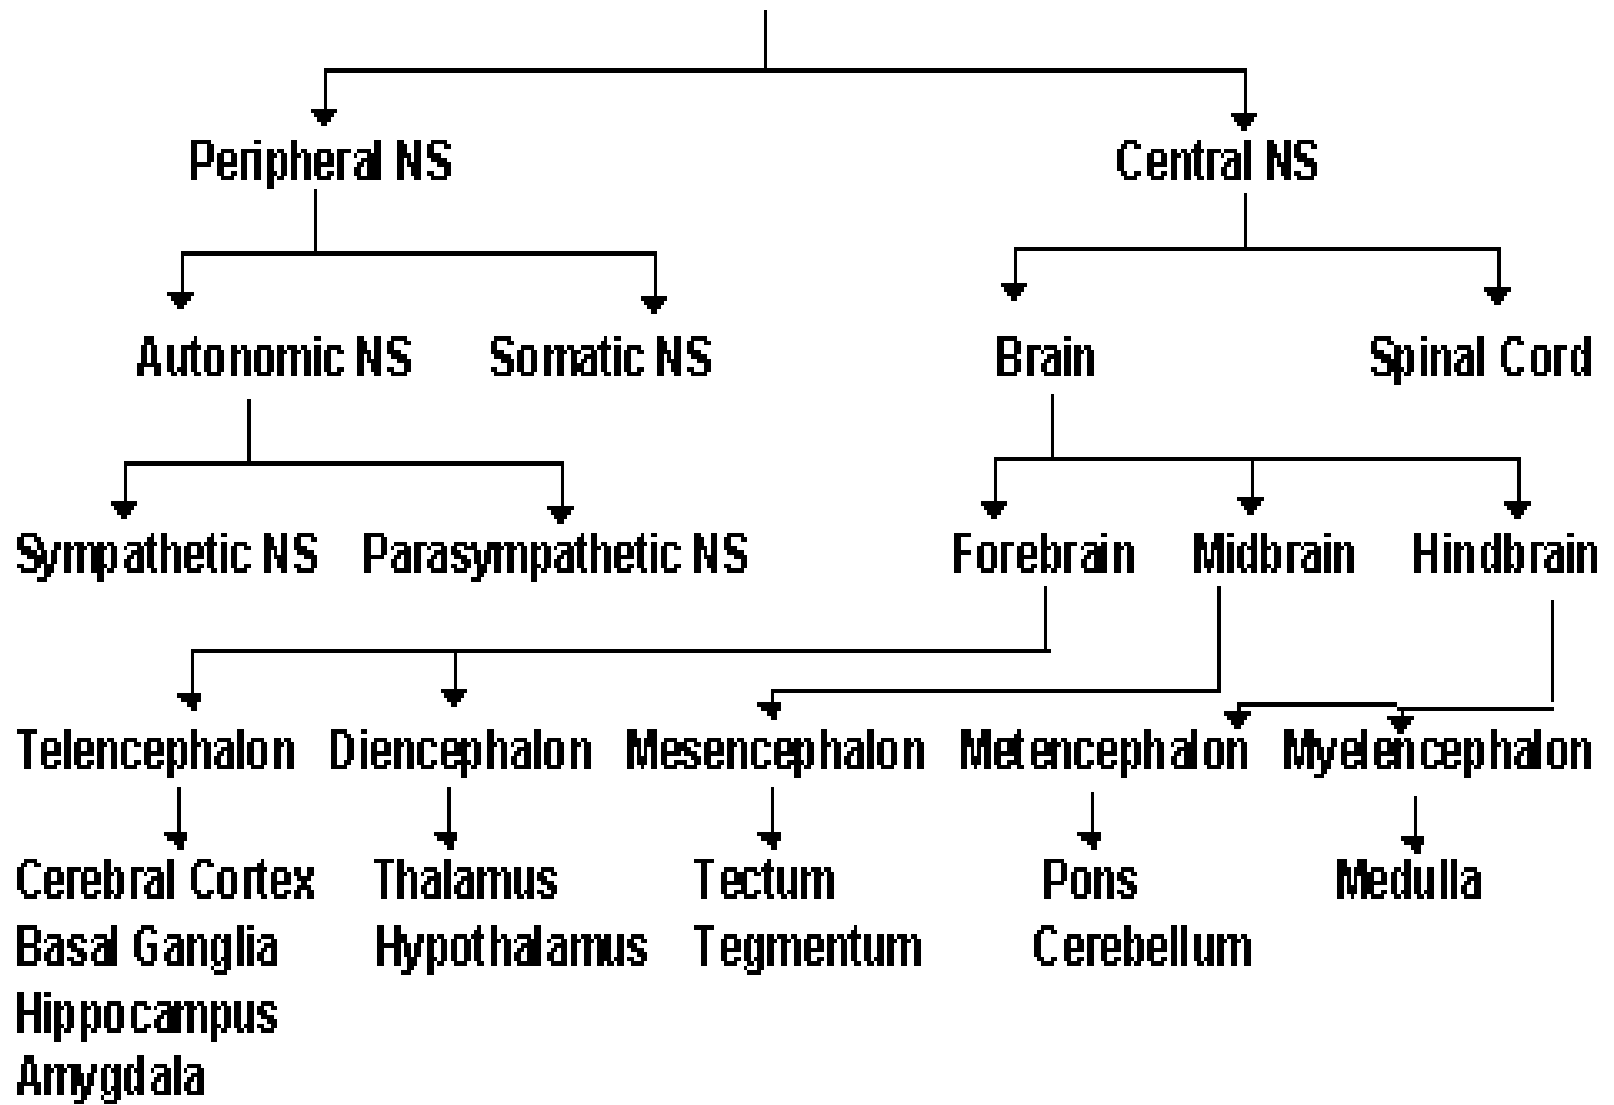 Peripheral NS
Central NS
Autonomic NS
Somatic NS
Brain
Spinal Cord
Sympathetic NS
Parasympathetic NS
Forebrain
Midbrain
Hindbrain
Telencephalon
Diencephalon
Mesencephalon
Metencephalon
Myelencephalon
Cerebral Cortex
Basal Ganglia
Hippocampus
Amygdala
Thalamus
Hypothalamus
Tectum
Tegmentum
Pons
Cerebellum
Medulla